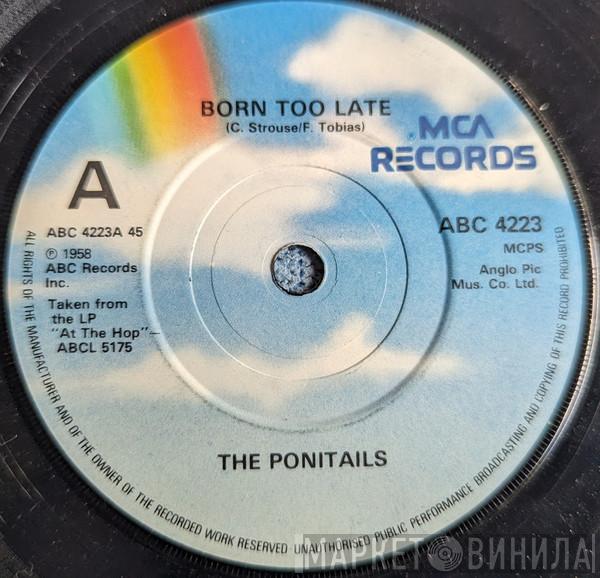 BORN TOO LATE
(C. Strouse/F. Tobias)
MCA
RECORDS
A
ABC 4223A 45
℗ 1958
ABC Records
Inc.
Taken from
the LP
"At The Hop"–
ABCL 5175
ABC 4223
MCPS
Anglo Pic
Mus. Co. Ltd.
THE PONITAILS
ALL RIGHTS OF THE MANUFACTURER AND OF THE OWNER OF THE RECORDED WORK RESERVED·UNAUTHORISED PUBLIC PERFORMANCE BROADCASTING AND COPYING OF THIS RECORD PROHIBITED
МАРКЕТ ВИНИЛА